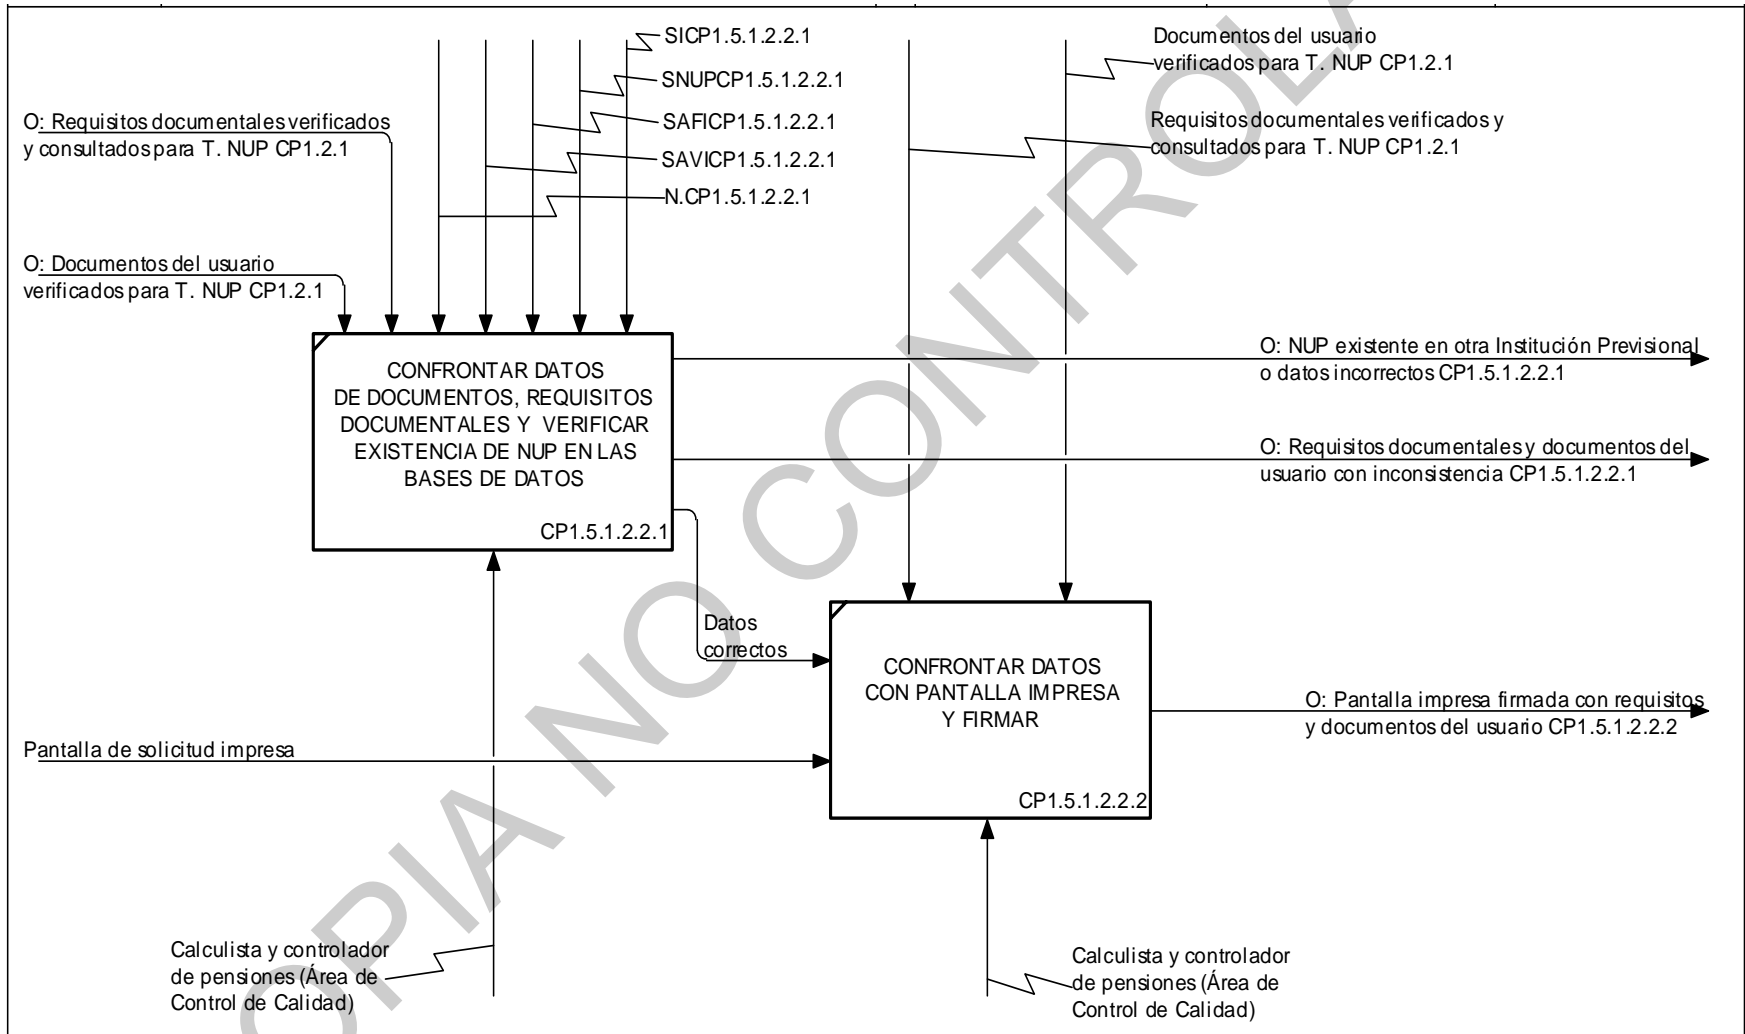 SICP1.5.1.2.2.1
SNUPCP1.5.1.2.2.1
SAFICP1.5.1.2.2.1
SAVICP1.5.1.2.2.1
N.CP1.5.1.2.2.1
Documentos del usuario
verificados para T. NUP CP1.2.1
Requisitos documentales verificados y
consultados para T. NUP CP1.2.1
O: Requisitos documentales verificados
y consultados para T. NUP CP1.2.1
O: Documentos del usuario
verificados para T. NUP CP1.2.1
CONFRONTAR DATOS
DE DOCUMENTOS, REQUISITOS
DOCUMENTALES Y VERIFICAR
EXISTENCIA DE NUP EN LAS
BASES DE DATOS
CP1.5.1.2.2.1
O: NUP existente en otra Institución Previsional
o datos incorrectos CP1.5.1.2.2.1
O: Requisitos documentales y documentos del
usuario con inconsistencia CP1.5.1.2.2.1
Datos
correctos
CONFRONTAR DATOS
CON PANTALLA IMPRESA
Y FIRMAR
CP1.5.1.2.2.2
O: Pantalla impresa firmada con requisitos
y documentos del usuario CP1.5.1.2.2.2
Pantalla de solicitud impresa
Calculista y controlador
de pensiones (Área de
Control de Calidad)
Calculista y controlador
de pensiones (Área de
Control de Calidad)
OPIA NO CONTROLA